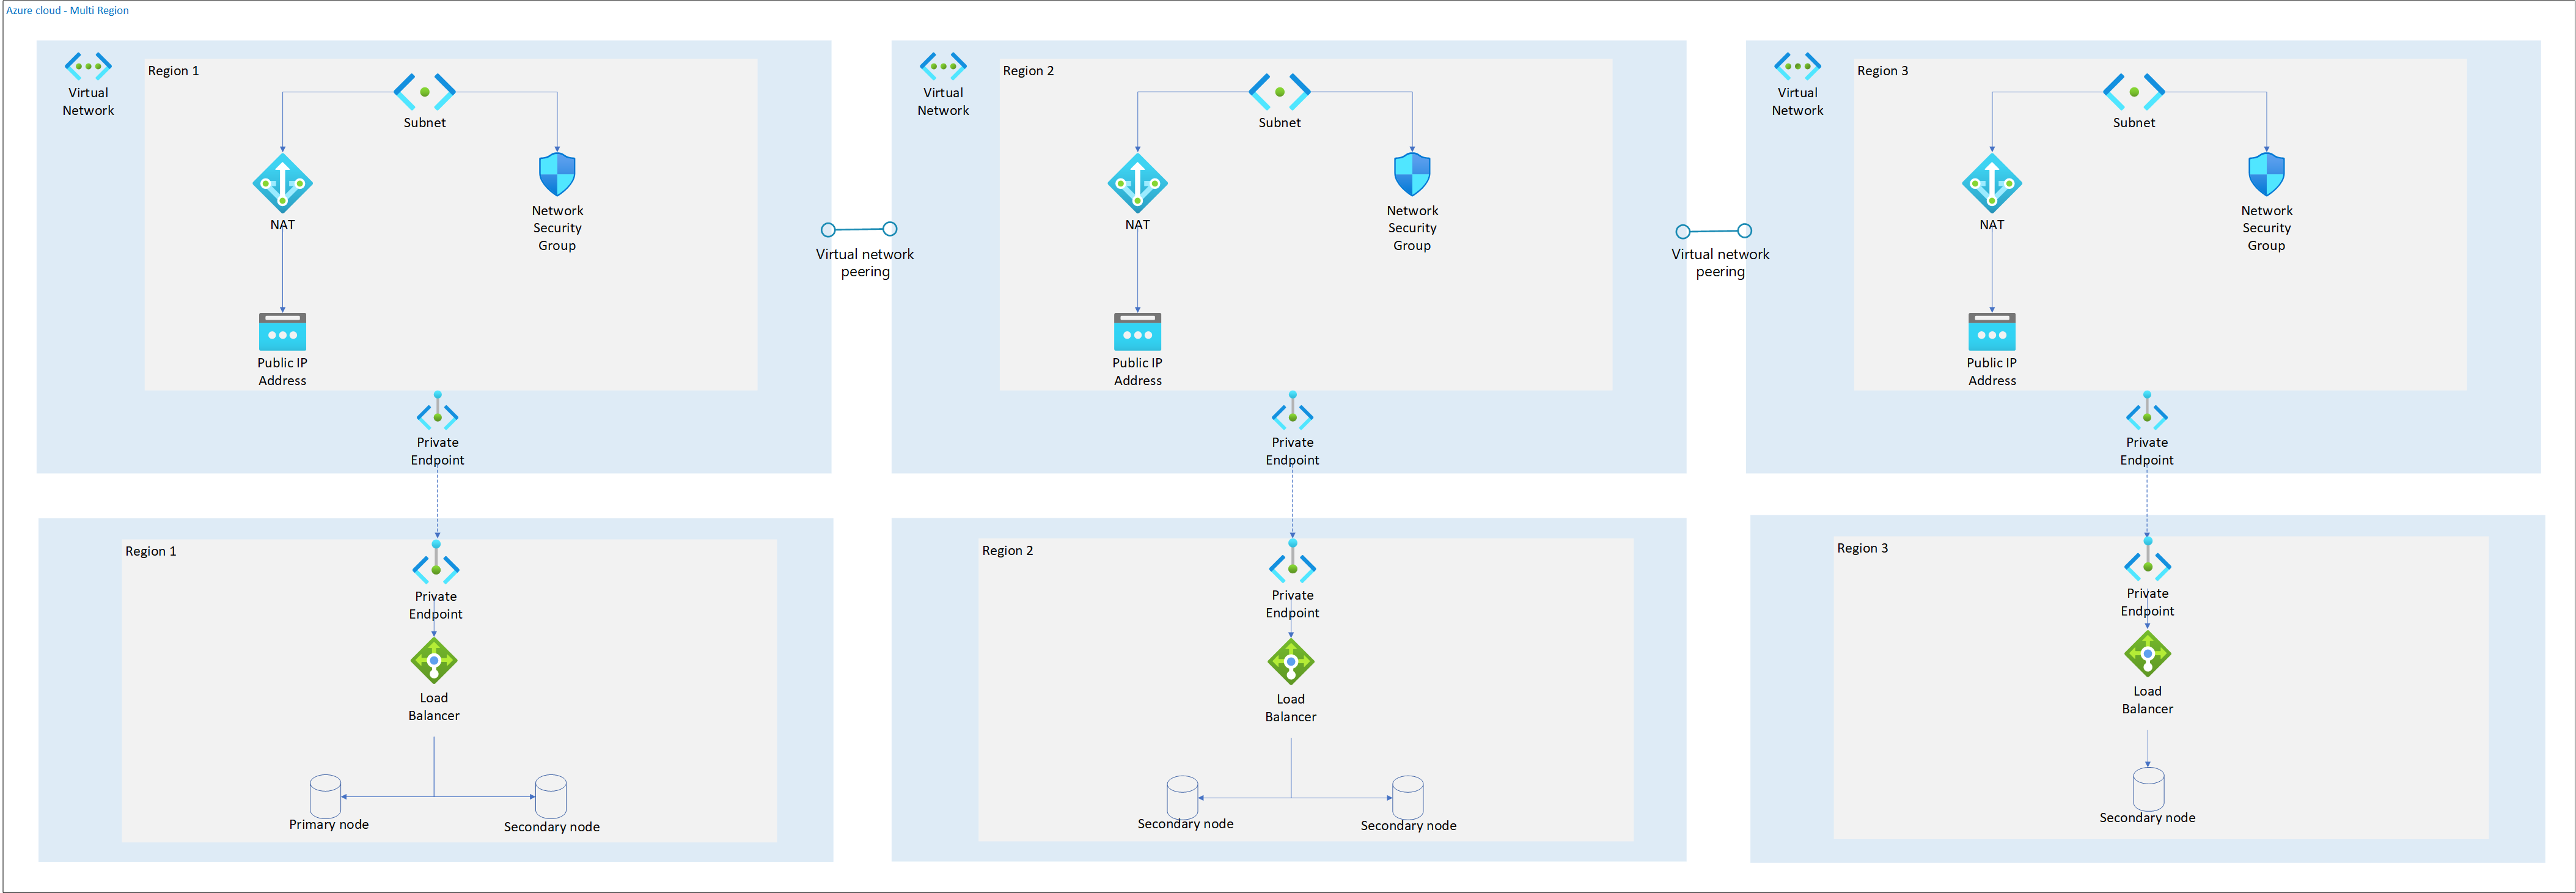 Azure cloud - Multi Region
Virtual
Network
Region 1
Subnet
NAT
Network
Security
Group
Public IP
Address
Private
Endpoint
Virtual network
peering
Virtual
Network
Region 2
Subnet
NAT
Network
Security
Group
Public IP
Address
Private
Endpoint
Virtual network
peering
Virtual
Network
Region 3
Subnet
NAT
Network
Security
Group
Public IP
Address
Private
Endpoint
Region 1
Private
Endpoint
Load
Balancer
Primary node
Secondary node
Region 2
Private
Endpoint
Load
Balancer
Secondary node
Secondary node
Region 3
Private
Endpoint
Load
Balancer
Secondary node